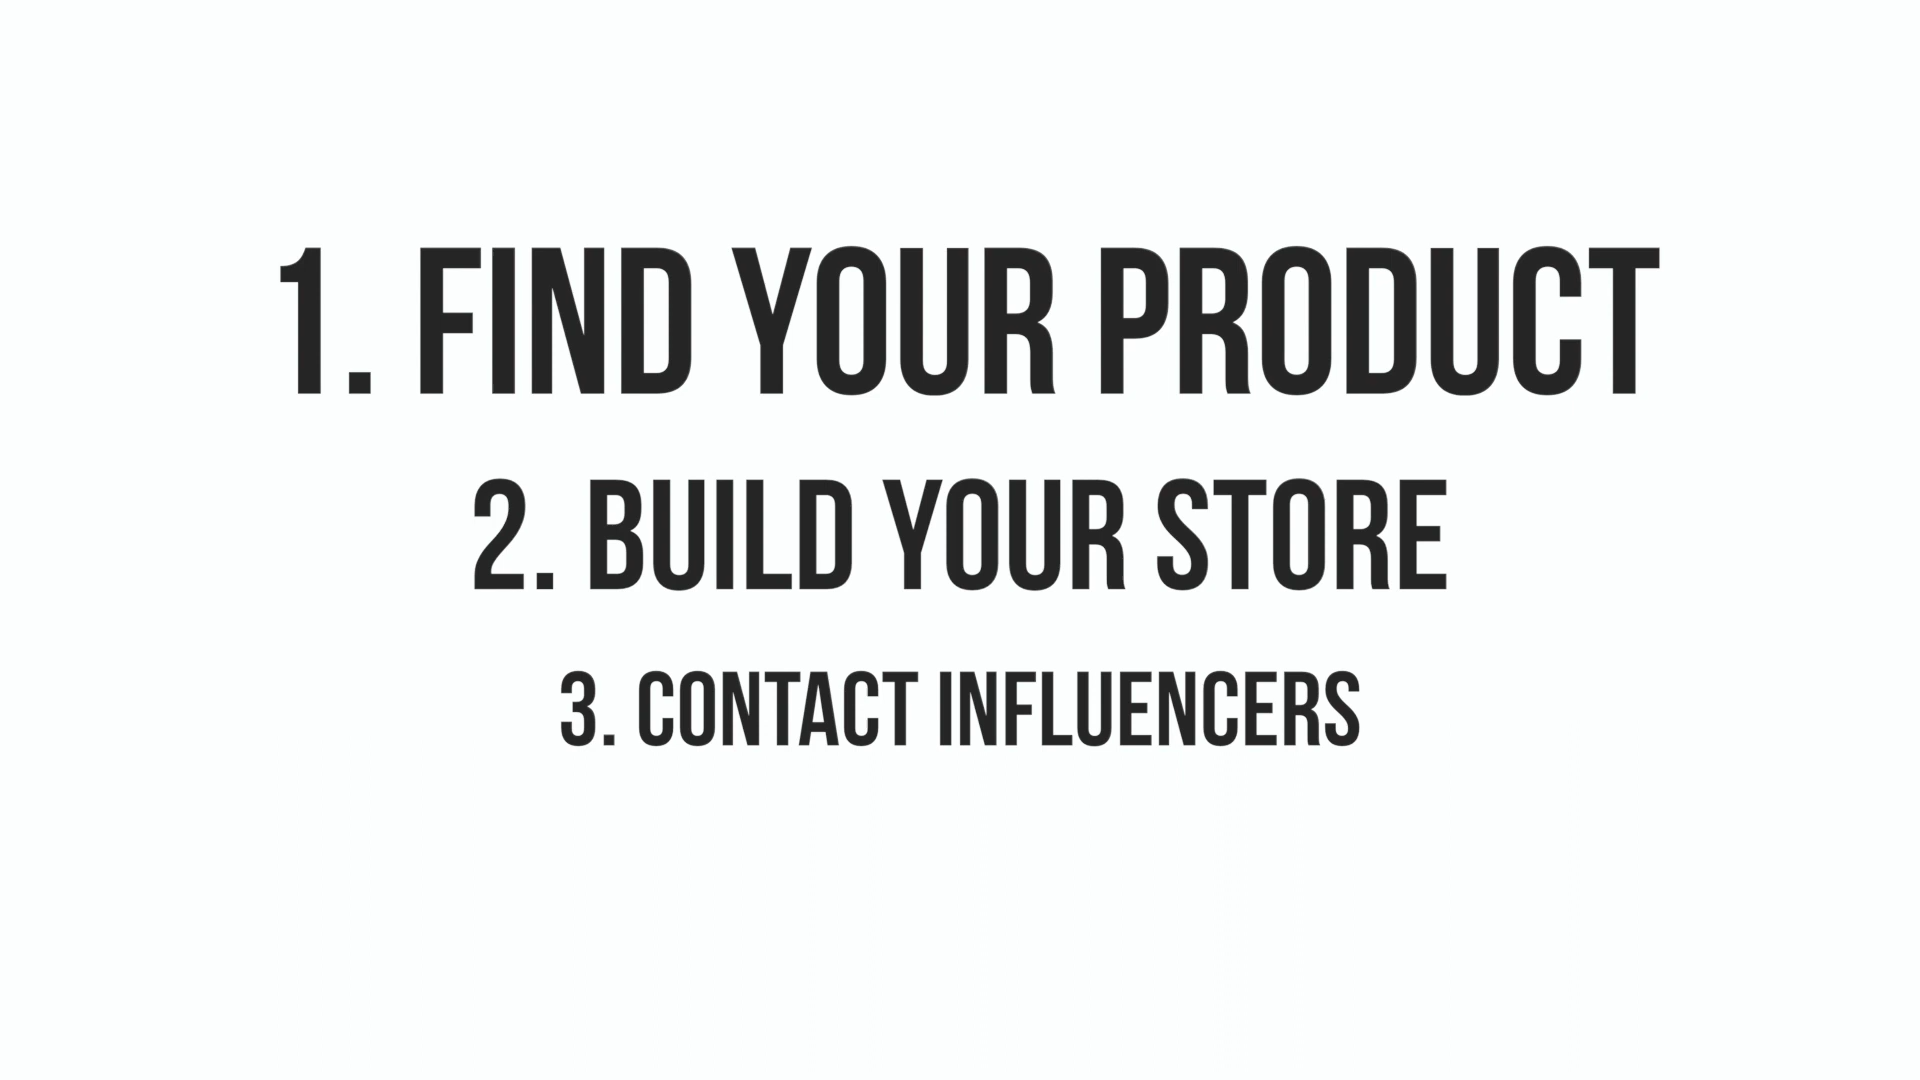 1. FIND YOUR PRODUCT
2. BUILD YOUR STORE
3. CONTACT INFLUENCERS